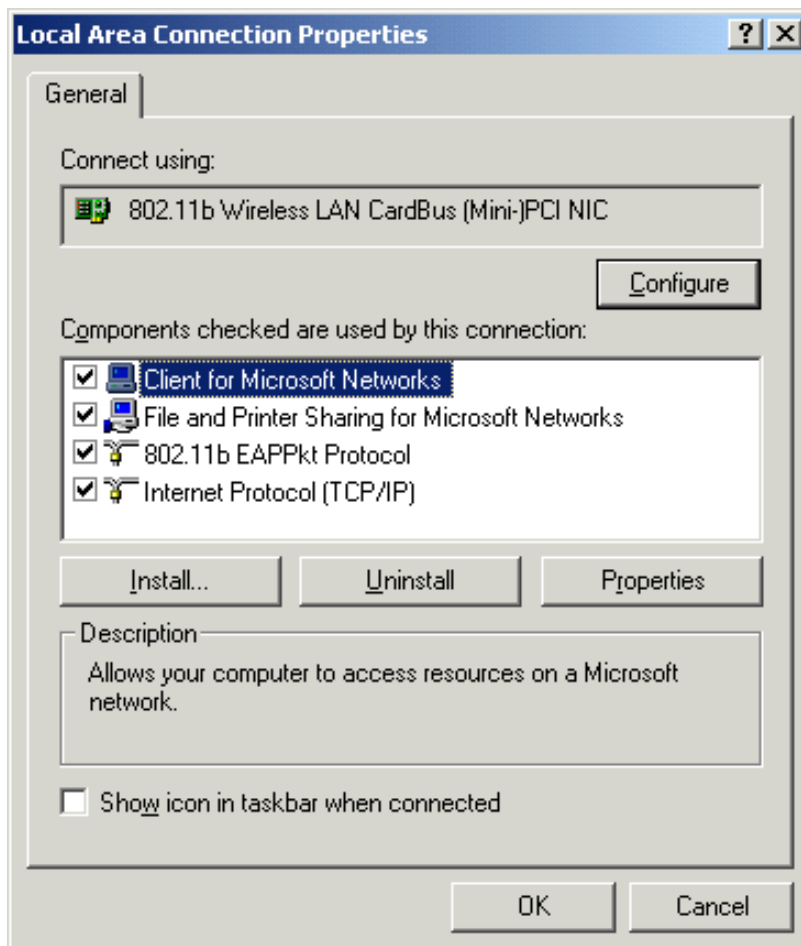 Local Area Connection Properties
General
Connect using:
802.11b Wireless LAN CardBus (Mini-)PCI NIC
Configure
Components checked are used by this connection:
Client for Microsoft Networks
File and Printer Sharing for Microsoft Networks
802.11b EAPPkt Protocol
Internet Protocol (TCP/IP)
Install... Uninstall Properties
Description
Allows your computer to access resources on a Microsoft
network.
Show icon in taskbar when connected
OK Cancel